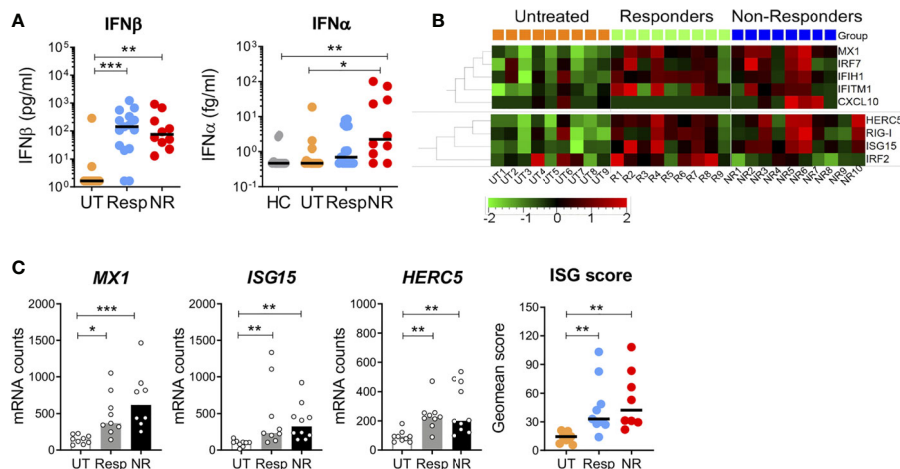 A
IFNβ
IFNβ (pg/ml)
10⁵
10⁴
10³
10²
10¹
10⁰
**
***
UT Resp NR
IFNα
IFNα (fg/ml)
10³
10²
10¹
10⁰
10⁻¹
**
*
HC UT Resp NR
B
Untreated Responders Non-Responders
Group
MX1
IRF7
IFIH1
IFITM1
CXCL10
HERC5
RIG-I
ISG15
IRF2
UT1 UT2 UT3 UT4 UT5 UT6 UT7 UT8 UT9 R1 R2 R3 R4 R5 R6 R7 R8 R9 NR1 NR2 NR3 NR4 NR5 NR6 NR7 NR8 NR9 NR10
-2 -1 0 1 2
C
MX1
mRNA counts
2000
1500
1000
500
0
***
*
UT Resp NR
ISG15
mRNA counts
2000
1500
1000
500
0
**
**
UT Resp NR
HERC5
mRNA counts
1000
800
600
400
200
0
**
**
UT Resp NR
ISG score
Geomean score
150
120
90
60
30
0
**
**
UT Resp NR